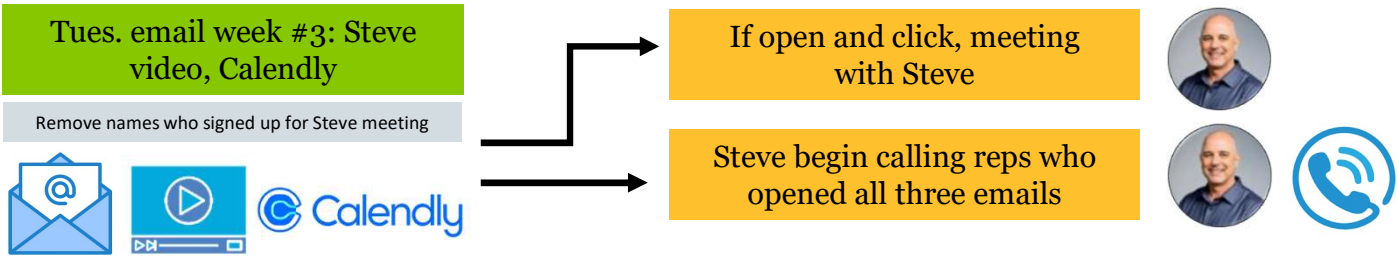 Tues. email week #3: Steve
video, Calendly
If open and click, meeting
with Steve
Remove names who signed up for Steve meeting
Steve begin calling reps who
opened all three emails
@
Calendly